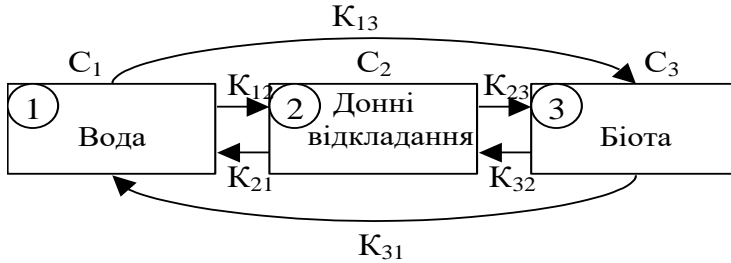 К₁₃
С₁
С₂
С₃
1
Вода
К₁₂
2
Донні
відкладання
К₂₃
3
Біота
К₂₁
К₃₂
К₃₁